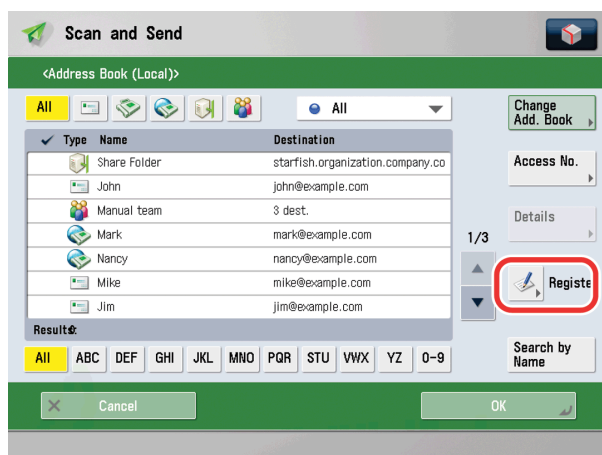 Scan and Send
<Address Book (Local)>
All
All
Change
Add. Book
Type Name Destination
Share Folder starfish.organization.company.co
John john@example.com
Manual team 3 dest.
Mark mark@example.com
Nancy nancy@example.com
Mike mike@example.com
Jim jim@example.com
Access No.
Details
1/3
Registe
Results:
All ABC DEF GHI JKL MNO PQR STU VWX YZ 0-9
Search by
Name
Cancel
OK